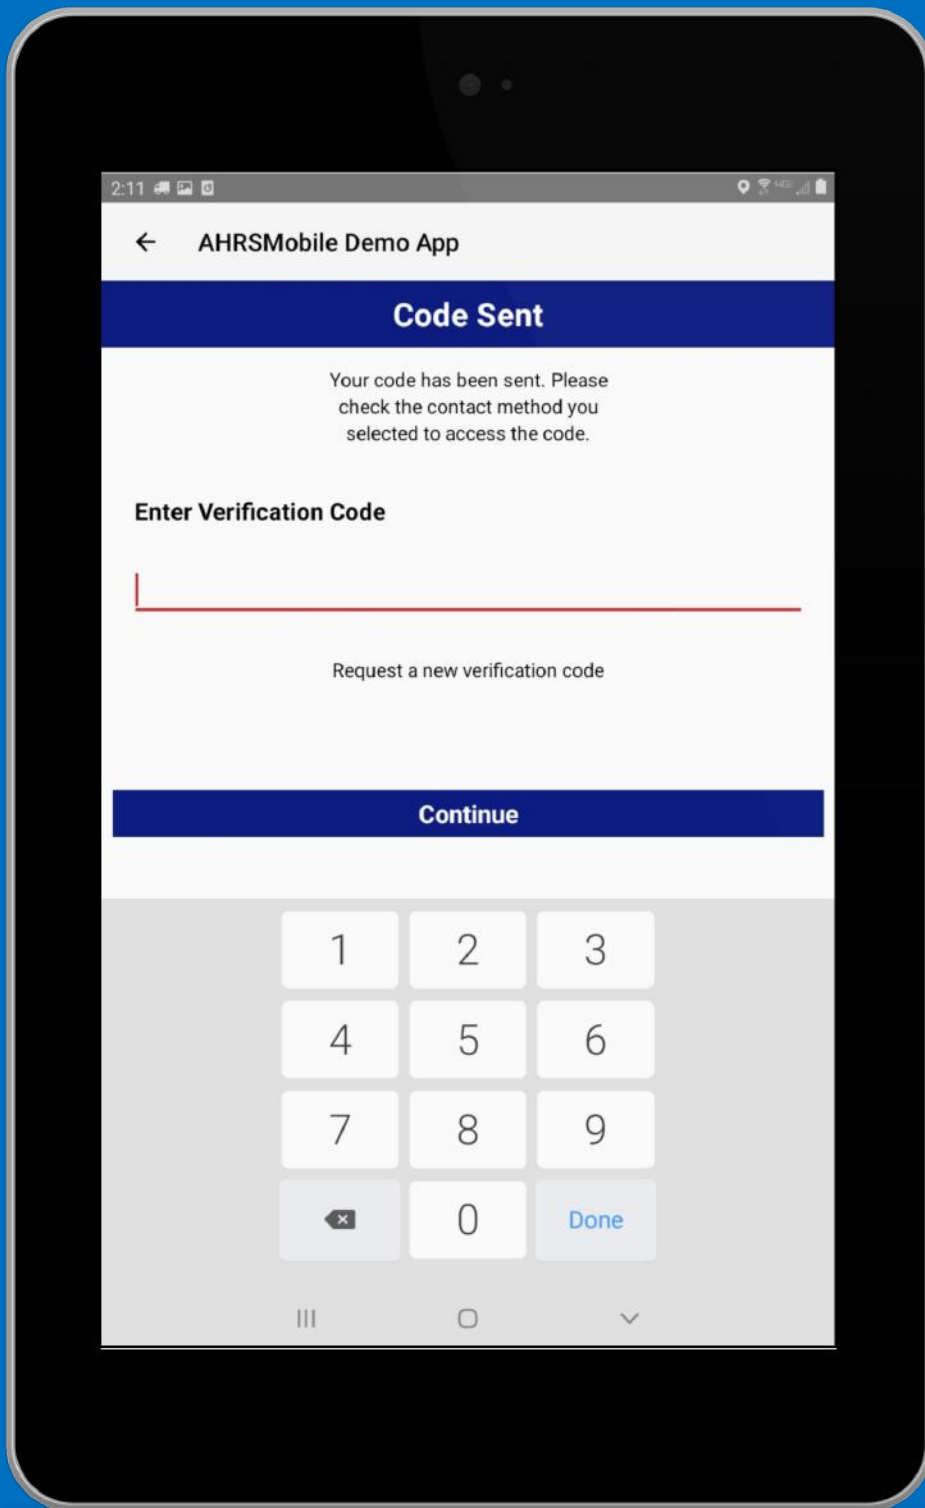 2:11
AHRSMobile Demo App
Code Sent
Your code has been sent. Please
check the contact method you
selected to access the code.
Enter Verification Code
Request a new verification code
Continue
1 2 3
4 5 6
7 8 9
0 Done